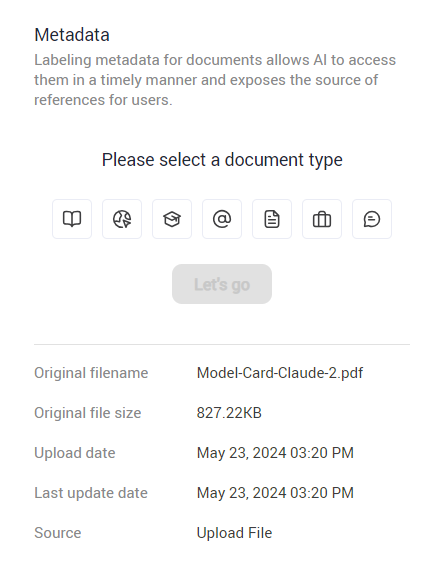 Metadata
Labeling metadata for documents allows AI to access
them in a timely manner and exposes the source of
references for users.
Please select a document type
Let's go
Original filename Model-Card-Claude-2.pdf
Original file size 827.22KB
Upload date May 23, 2024 03:20 PM
Last update date May 23, 2024 03:20 PM
Source Upload File